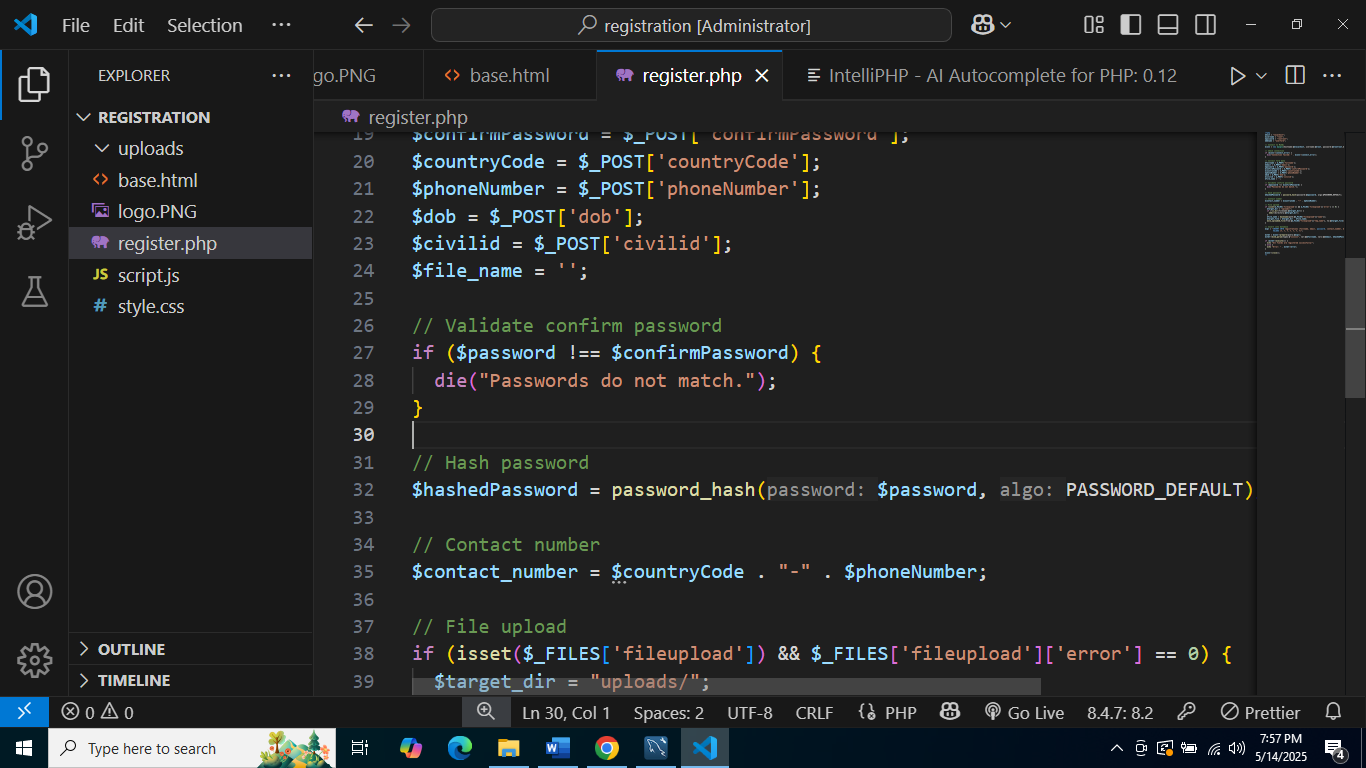 File Edit Selection ··· registration [Administrator]
EXPLORER ···
go.PNG base.html register.php IntelliPHP - AI Autocomplete for PHP: 0.12
REGISTRATION
uploads
base.html
logo.PNG
register.php
JS script.js
# style.css
OUTLINE
TIMELINE
register.php
19 $confirmPassword = $_POST['confirmPassword'];
20 $countryCode = $_POST['countryCode'];
21 $phoneNumber = $_POST['phoneNumber'];
22 $dob = $_POST['dob'];
23 $civilid = $_POST['civilid'];
24 $file_name = '';
25
26 // Validate confirm password
27 if ($password !== $confirmPassword) {
28 die("Passwords do not match.");
29 }
30
31 // Hash password
32 $hashedPassword = password_hash(password: $password, algo: PASSWORD_DEFAULT)
33
34 // Contact number
35 $contact_number = $countryCode . "-" . $phoneNumber;
36
37 // File upload
38 if (isset($_FILES['fileupload']) && $_FILES['fileupload']['error'] == 0) {
39 $target_dir = "uploads/";
0 0 Ln 30, Col 1 Spaces: 2 UTF-8 CRLF PHP Go Live 8.4.7: 8.2 Prettier
Type here to search
7:57 PM
5/14/2025
4